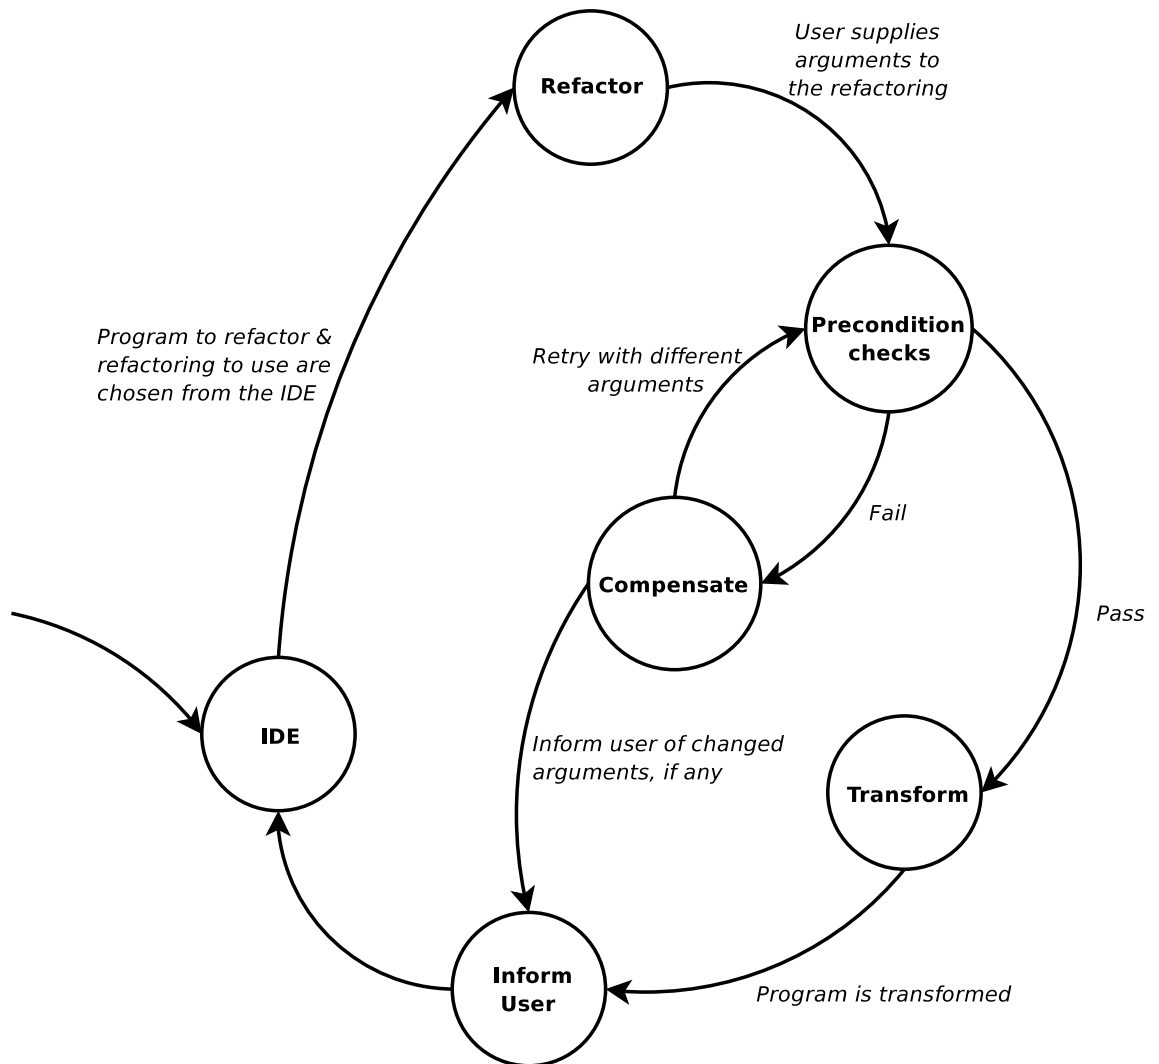 User supplies
arguments to
the refactoring
Refactor
Program to refactor &
refactoring to use are
chosen from the IDE
Precondition
checks
Retry with different
arguments
Fail
Compensate
Pass
IDE
Inform user of changed
arguments, if any
Transform
Inform
User
Program is transformed